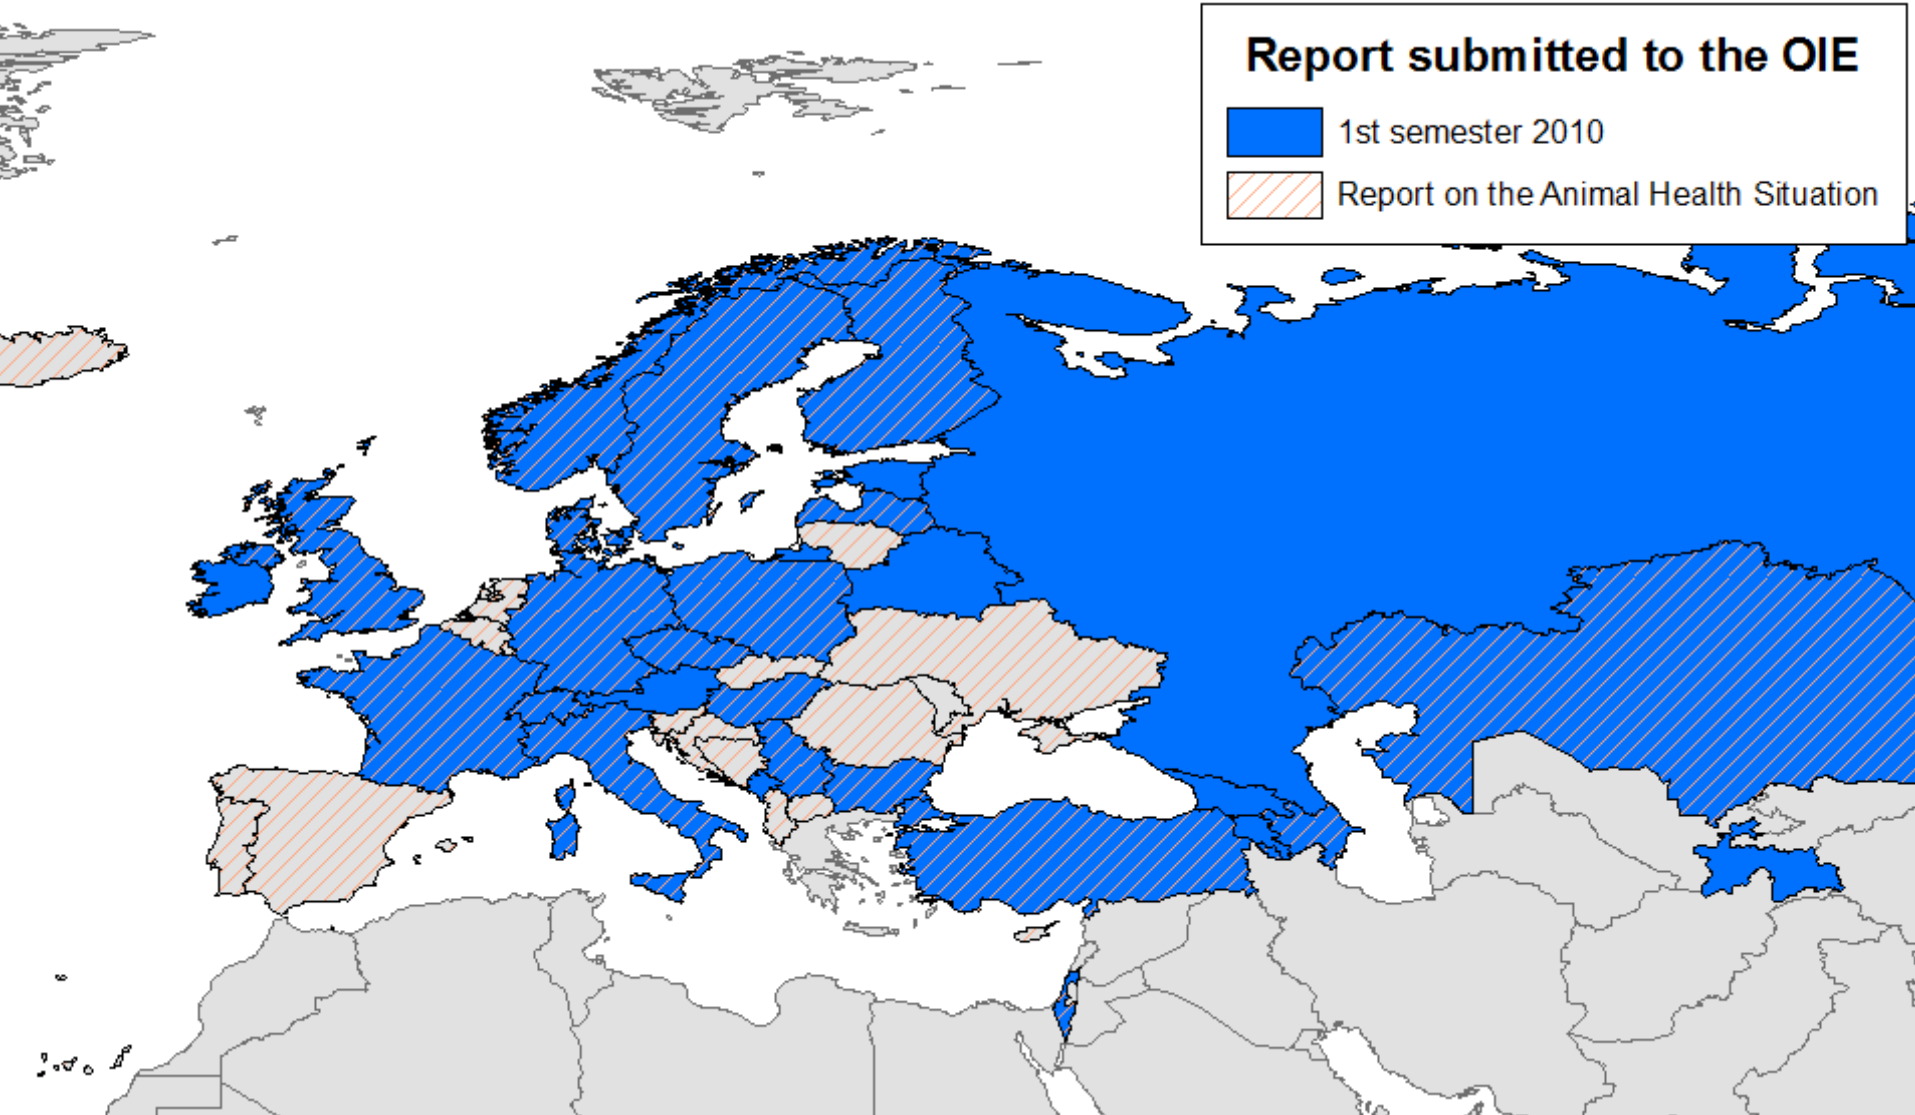 Report submitted to the OIE
1st semester 2010
Report on the Animal Health Situation